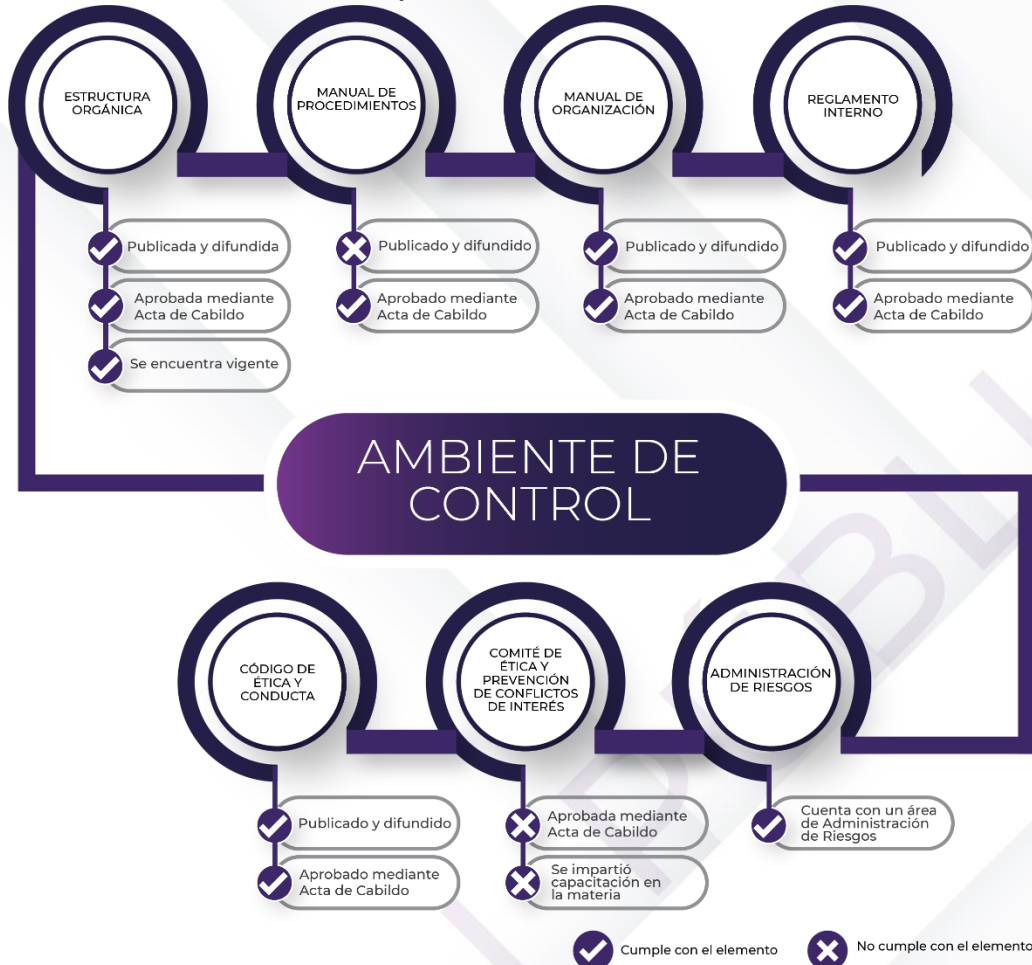 ESTRUCTURA
ORGÁNICA
Publicada y difundida
Aprobada mediante
Acta de Cabildo
Se encuentra vigente
MANUAL DE
PROCEDIMIENTOS
Publicado y difundido
Aprobado mediante
Acta de Cabildo
MANUAL DE
ORGANIZACIÓN
Publicado y difundido
Aprobado mediante
Acta de Cabildo
REGLAMENTO
INTERNO
Publicado y difundido
Aprobado mediante
Acta de Cabildo
AMBIENTE DE
CONTROL
CÓDIGO DE
ÉTICA Y
CONDUCTA
Publicado y difundido
Aprobado mediante
Acta de Cabildo
COMITÉ DE
ÉTICA Y
PREVENCIÓN
DE CONFLICTOS
DE INTERÉS
Aprobada mediante
Acta de Cabildo
Se impartió
capacitación en
la materia
ADMINISTRACIÓN
DE RIESGOS
Cuenta con un área
de Administración
de Riesgos
Cumple con el elemento
No cumple con el elemento